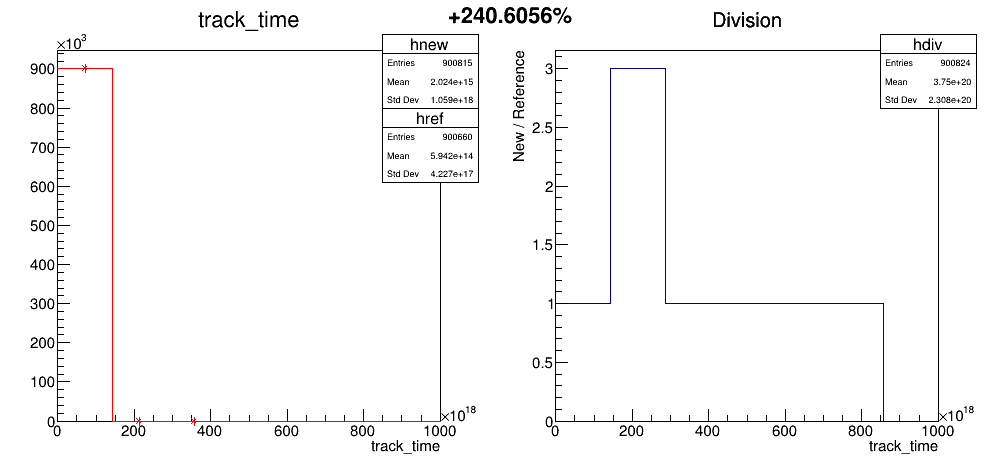 +240.6056%
track_time
×10³
hnew
Entries 900815
Mean 2.024e+15
Std Dev 1.059e+18
href
Entries 900660
Mean 5.942e+14
Std Dev 4.227e+17
900
800
700
600
500
400
300
200
100
0
0 200 400 600 800 1000
×10¹⁸
track_time
Division
hdiv
Entries 900824
Mean 3.75e+20
Std Dev 2.308e+20
New / Reference
3
2.5
2
1.5
1
0.5
0
0 200 400 600 800 1000
×10¹⁸
track_time